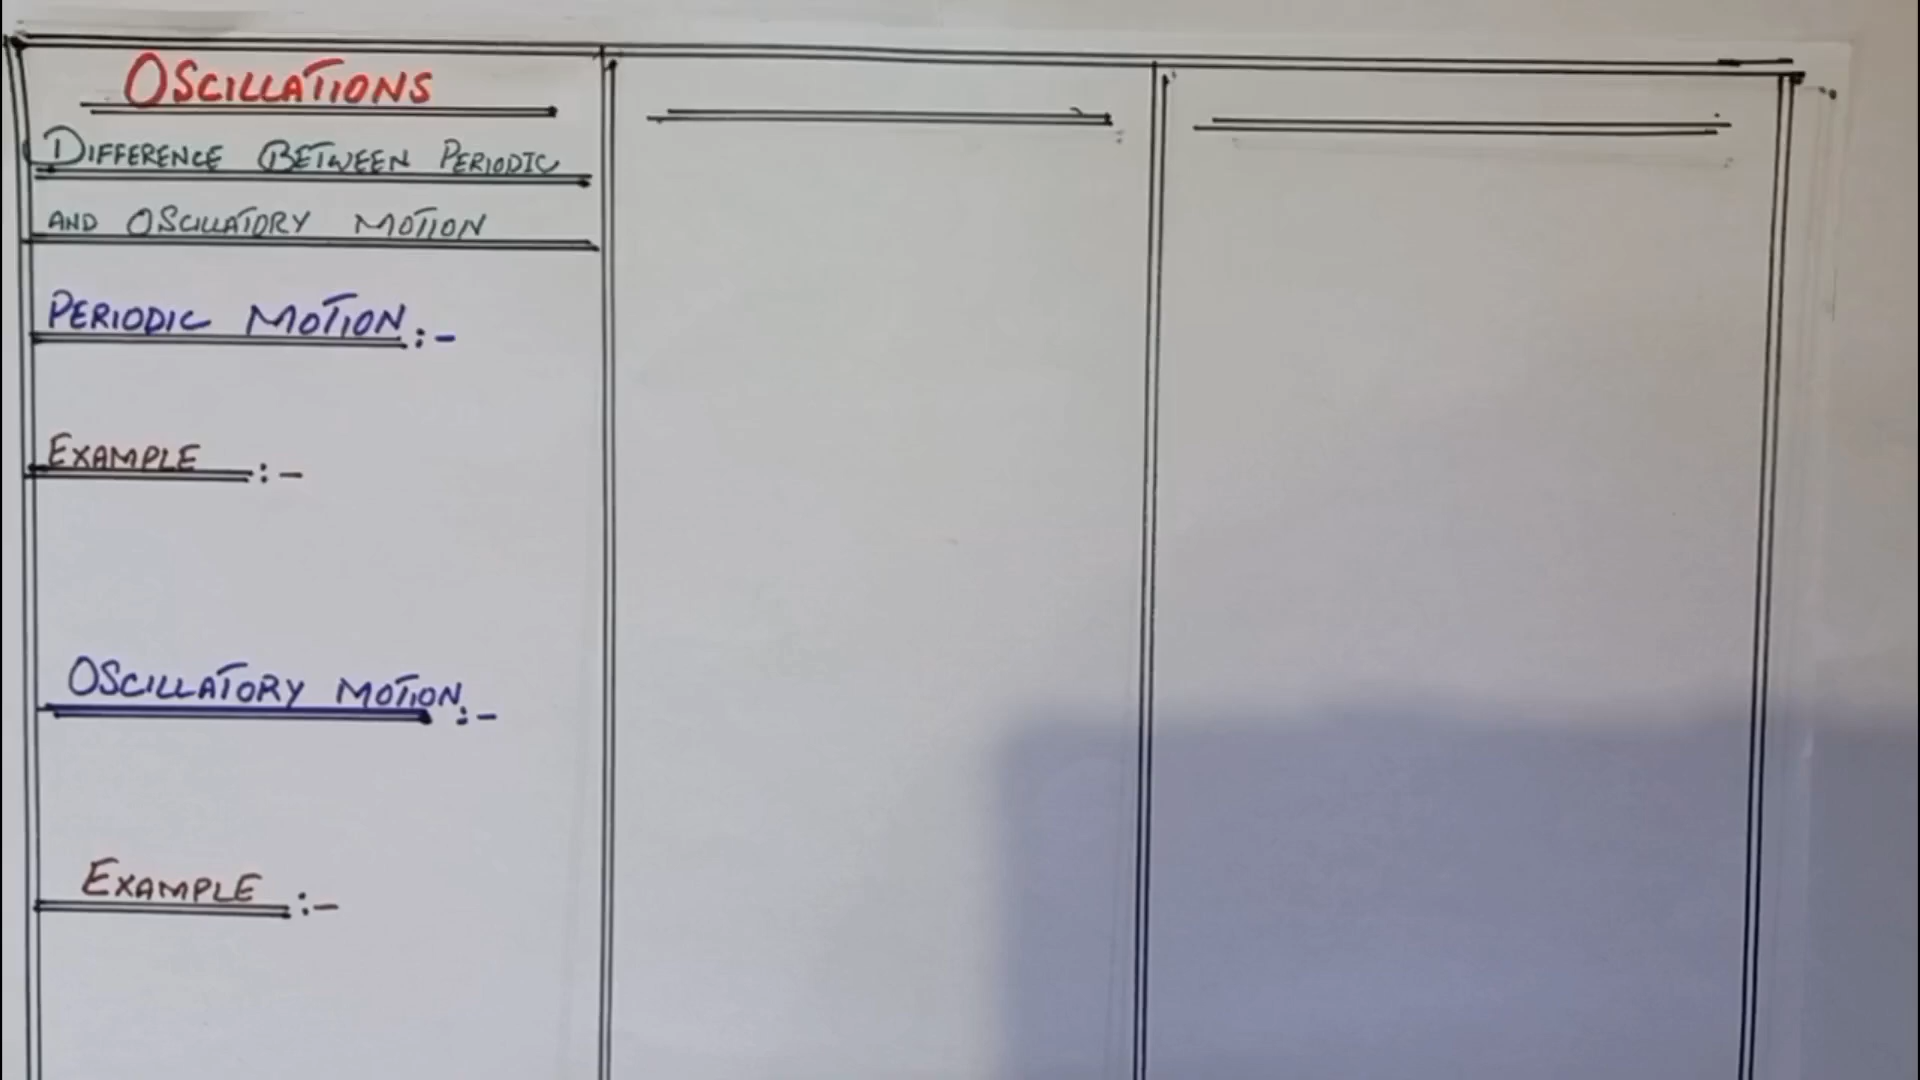 OSCILLATIONS
DIFFERENCE BETWEEN PERIODIC
AND OSCILLATORY MOTION
PERIODIC MOTION:-
EXAMPLE:-
OSCILLATORY MOTION:-
EXAMPLE:-